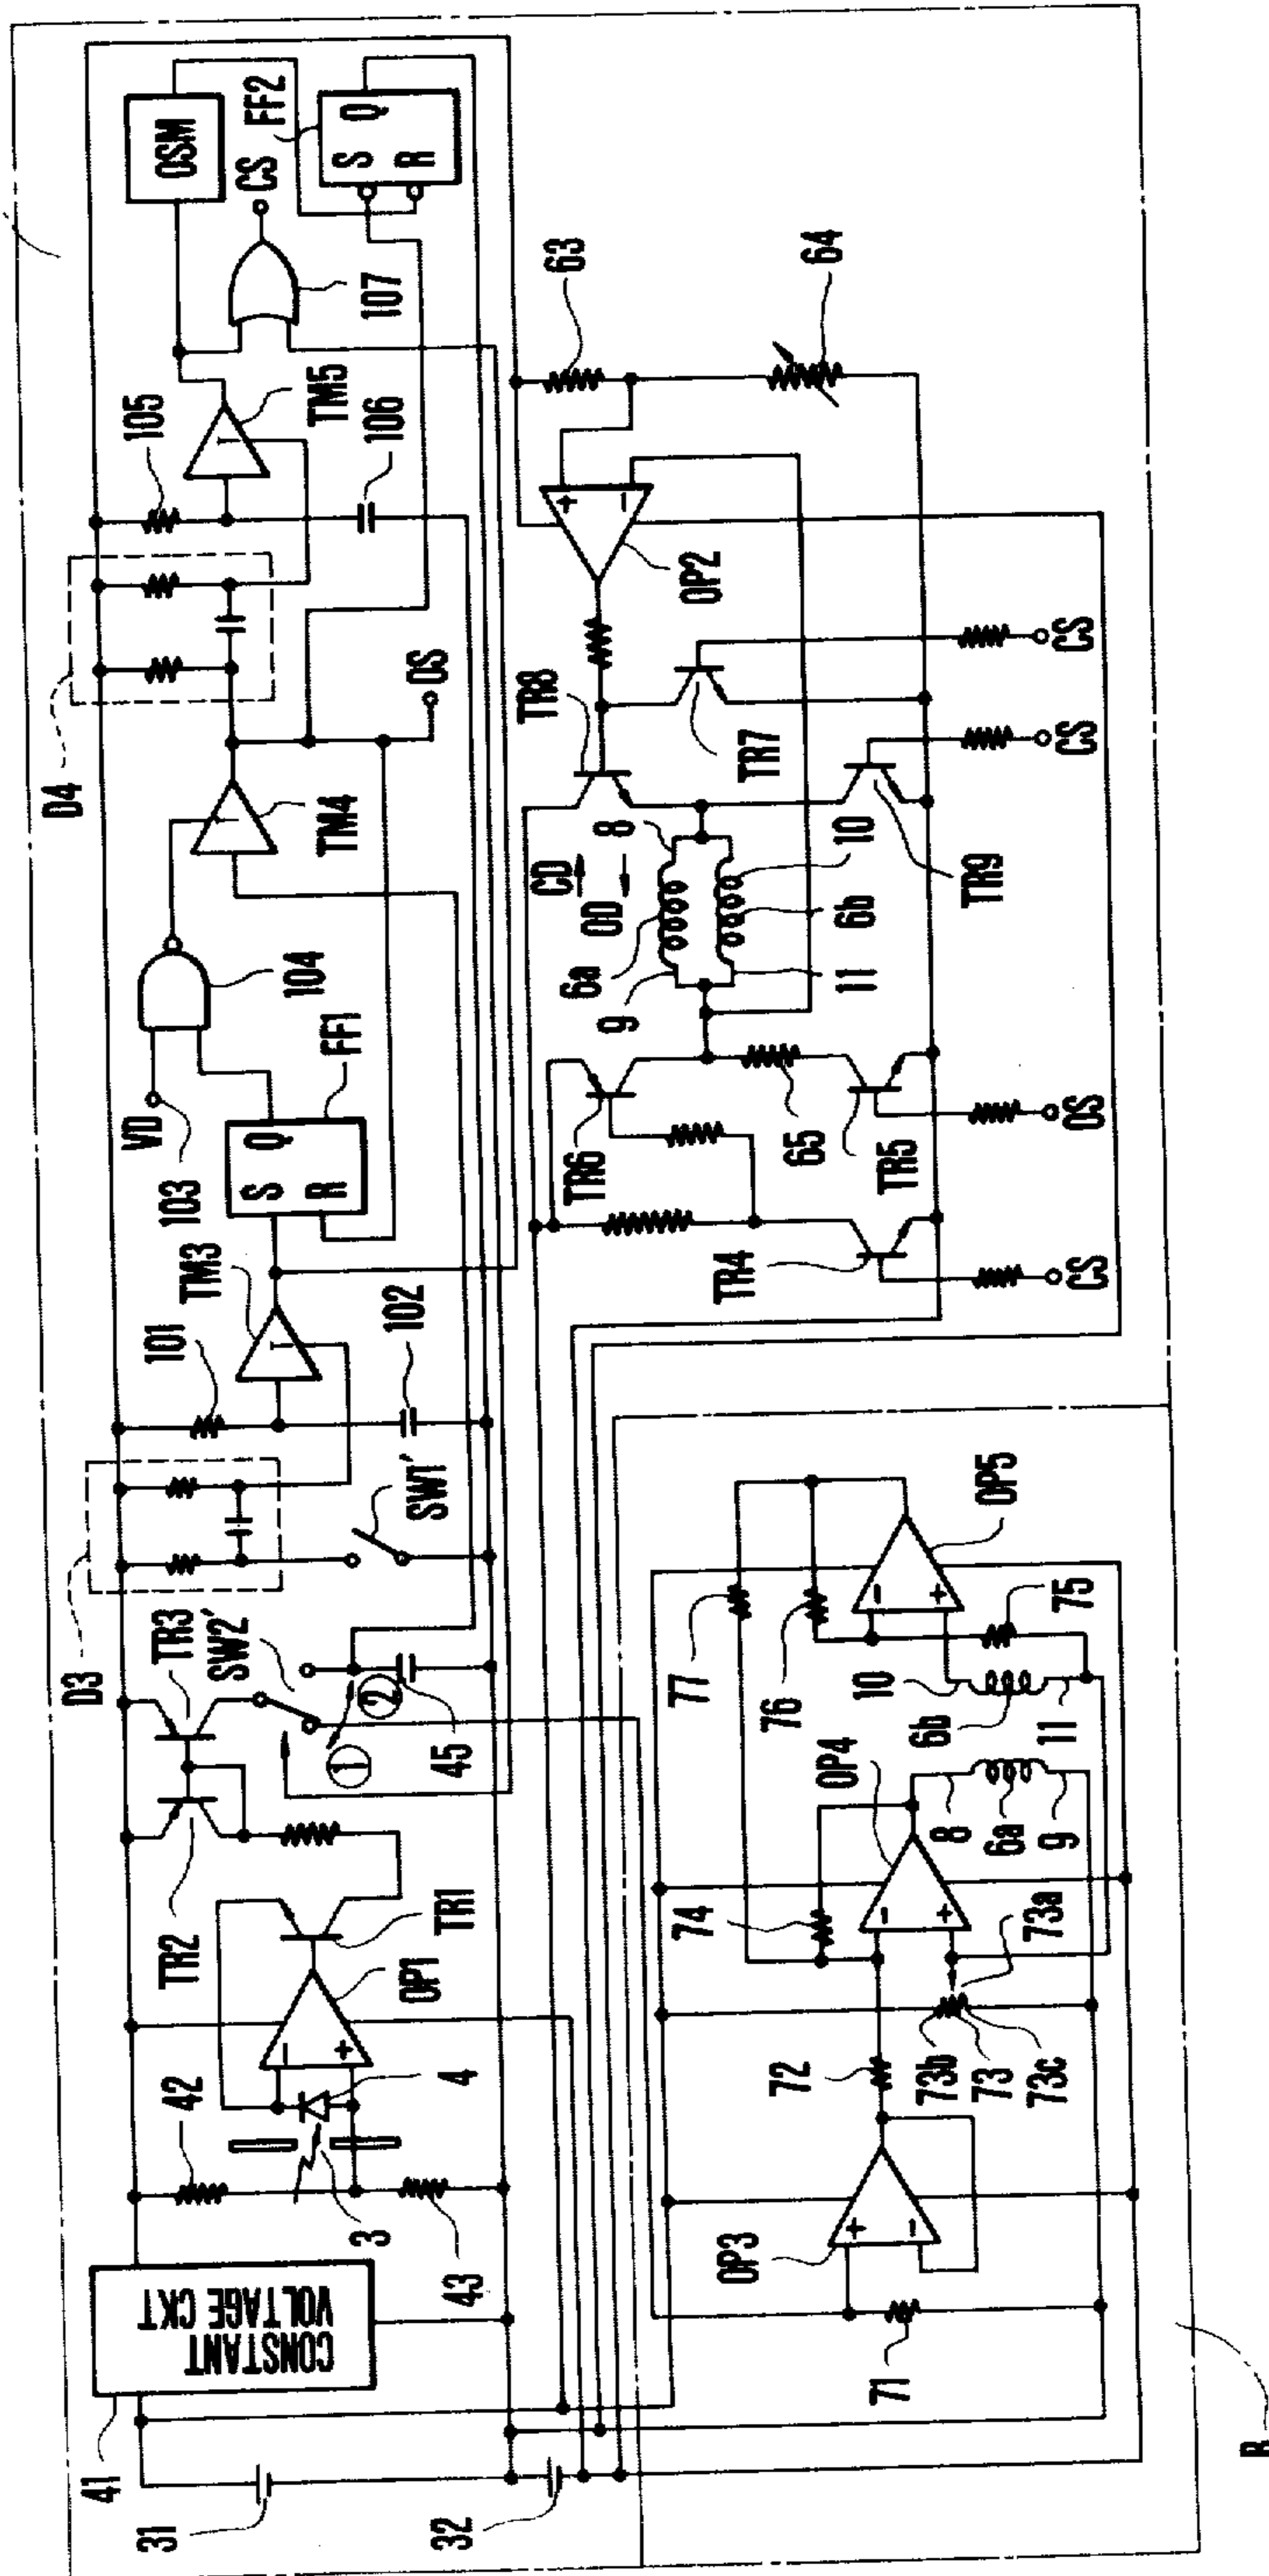 41
CONSTANT
VOLTAGE CKT
31
32
42
43
3
4
OP1
TR1
TR2
TR3
SW2'
①
②
45
D3
SW1'
101
102
TM3
103
VD
S
R
Q
FF1
104
TM4
D4
OS
105
106
TM5
107
CS
OSM
FF2
S
R
Q
63
64
+
−
OP2
TR8
TR7
CS
CS
TR9
CD
OD
8
9
6a
10
11
6b
TR6
65
TR5
OS
TR4
CS
−
+
OP3
+
−
71
72
73
73a
73b
73c
74
−
+
OP4
8
6a
9
77
76
75
−
+
OP5
10
6b
11
B